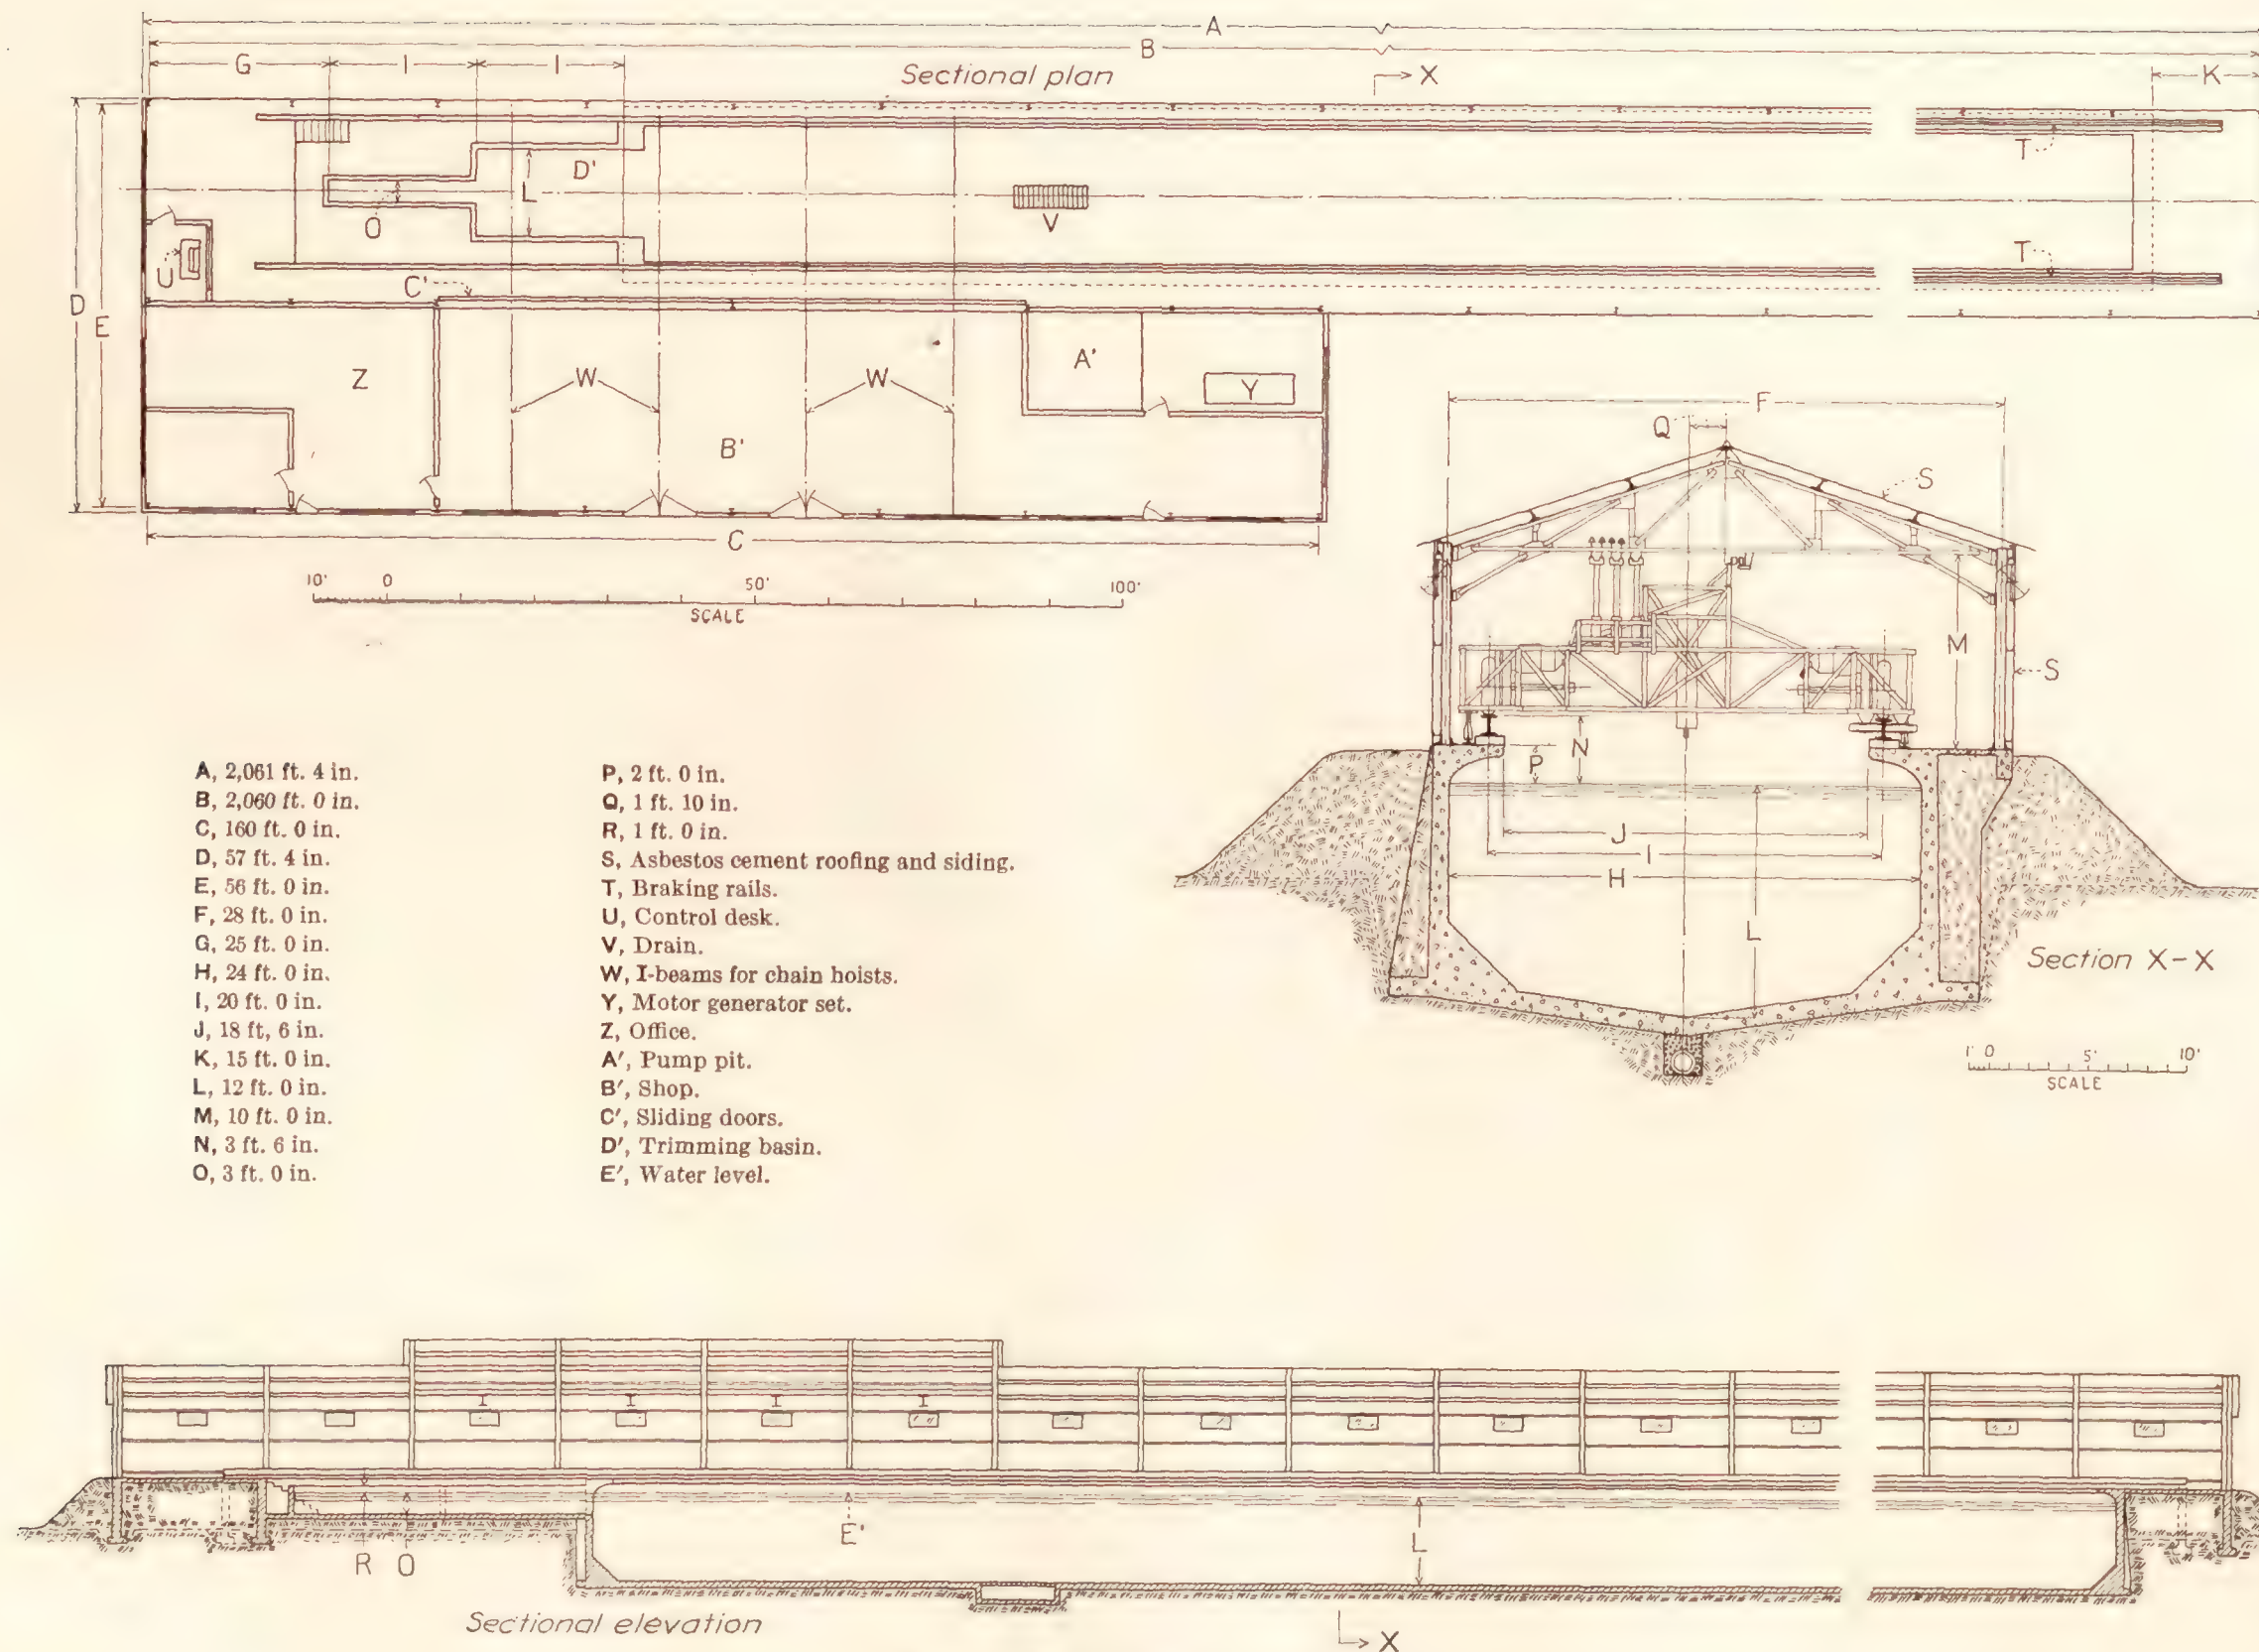 A
B
G I I
Sectional plan
X
K
D'
L
O
V
T
U
T
C'
D
E
Z
W
W
A'
Y
B'
C
10' 0 50' 100'
SCALE
F
Q
S
M
S
N
P
J
I
H
L
Section X-X
1' 0 5' 10'
SCALE
A, 2,061 ft. 4 in.
B, 2,060 ft. 0 in.
C, 160 ft. 0 in.
D, 57 ft. 4 in.
E, 56 ft. 0 in.
F, 28 ft. 0 in.
G, 25 ft. 0 in.
H, 24 ft. 0 in.
I, 20 ft. 0 in.
J, 18 ft, 6 in.
K, 15 ft. 0 in.
L, 12 ft. 0 in.
M, 10 ft. 0 in.
N, 3 ft. 6 in.
O, 3 ft. 0 in.
P, 2 ft. 0 in.
Q, 1 ft. 10 in.
R, 1 ft. 0 in.
S, Asbestos cement roofing and siding.
T, Braking rails.
U, Control desk.
V, Drain.
W, I-beams for chain hoists.
Y, Motor generator set.
Z, Office.
A', Pump pit.
B', Shop.
C', Sliding doors.
D', Trimming basin.
E', Water level.
R O
E'
L
Sectional elevation
X